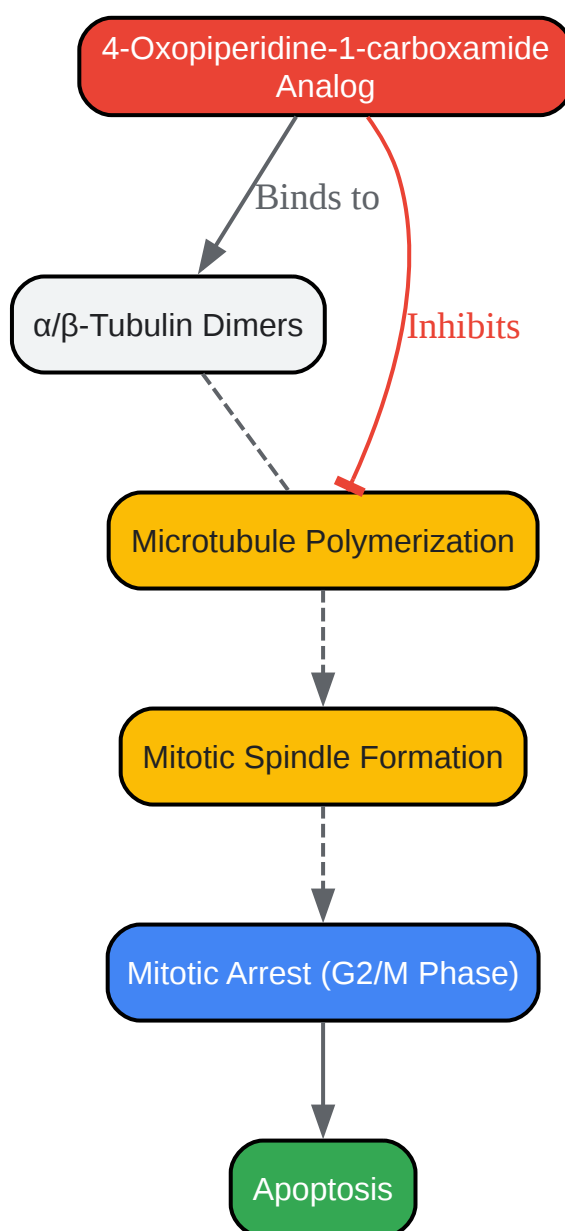 4-Oxopiperidine-1-carboxamide
Analog
Binds to
α/β-Tubulin Dimers
Inhibits
Microtubule Polymerization
Mitotic Spindle Formation
Mitotic Arrest (G2/M Phase)
Apoptosis